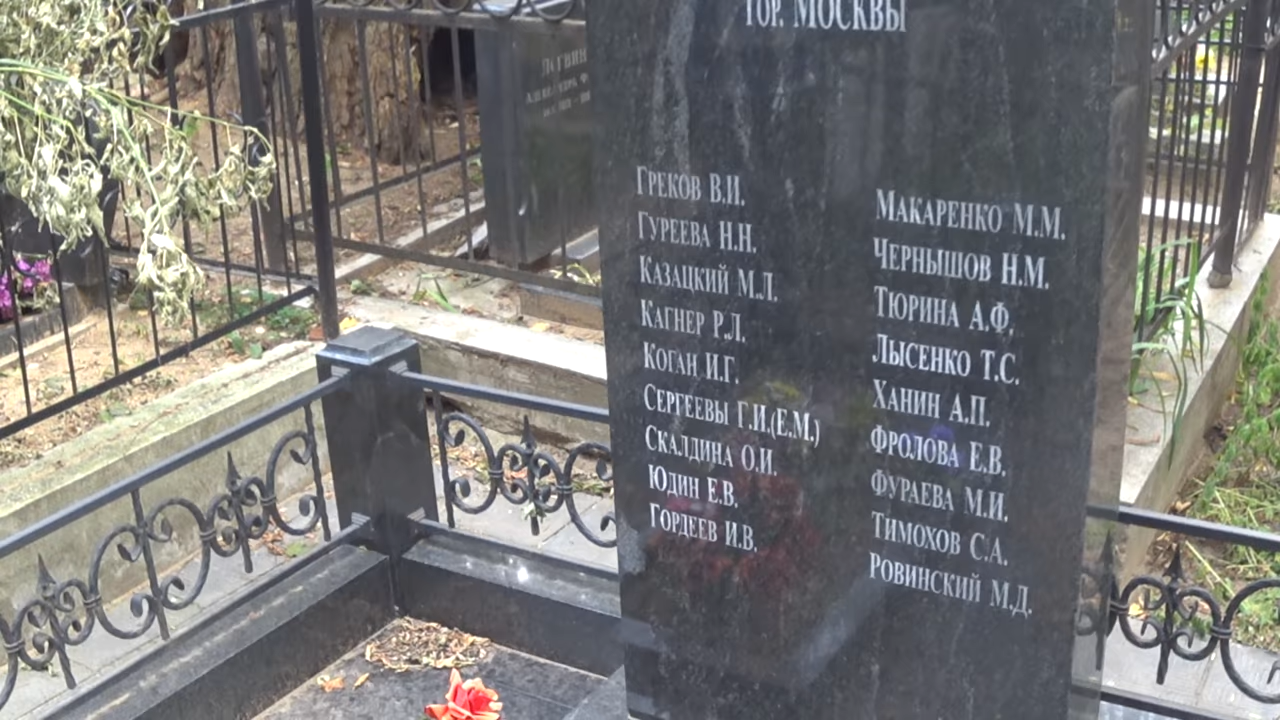 ГОР. МОСКВЫ
ГРЕКОВ В.И.
ГУРЕЕВА Н.Н.
КАЗАЦКИЙ М.Л.
КАГНЕР Р.Л.
КОГАН И.Г.
СЕРГЕЕВЫ Г.И.(Е.М.)
СКАЛДИНА О.И.
ЮДИН Е.В.
ГОРДЕЕВ И.В.
МАКАРЕНКО М.М.
ЧЕРНЫШОВ Н.М.
ТЮРИНА А.Ф.
ЛЫСЕНКО Т.С.
ХАНИН А.П.
ФРОЛОВА Е.В.
ФУРАЕВА М.И.
ТИМОХОВ С.А.
РОВИНСКИЙ М.Д.